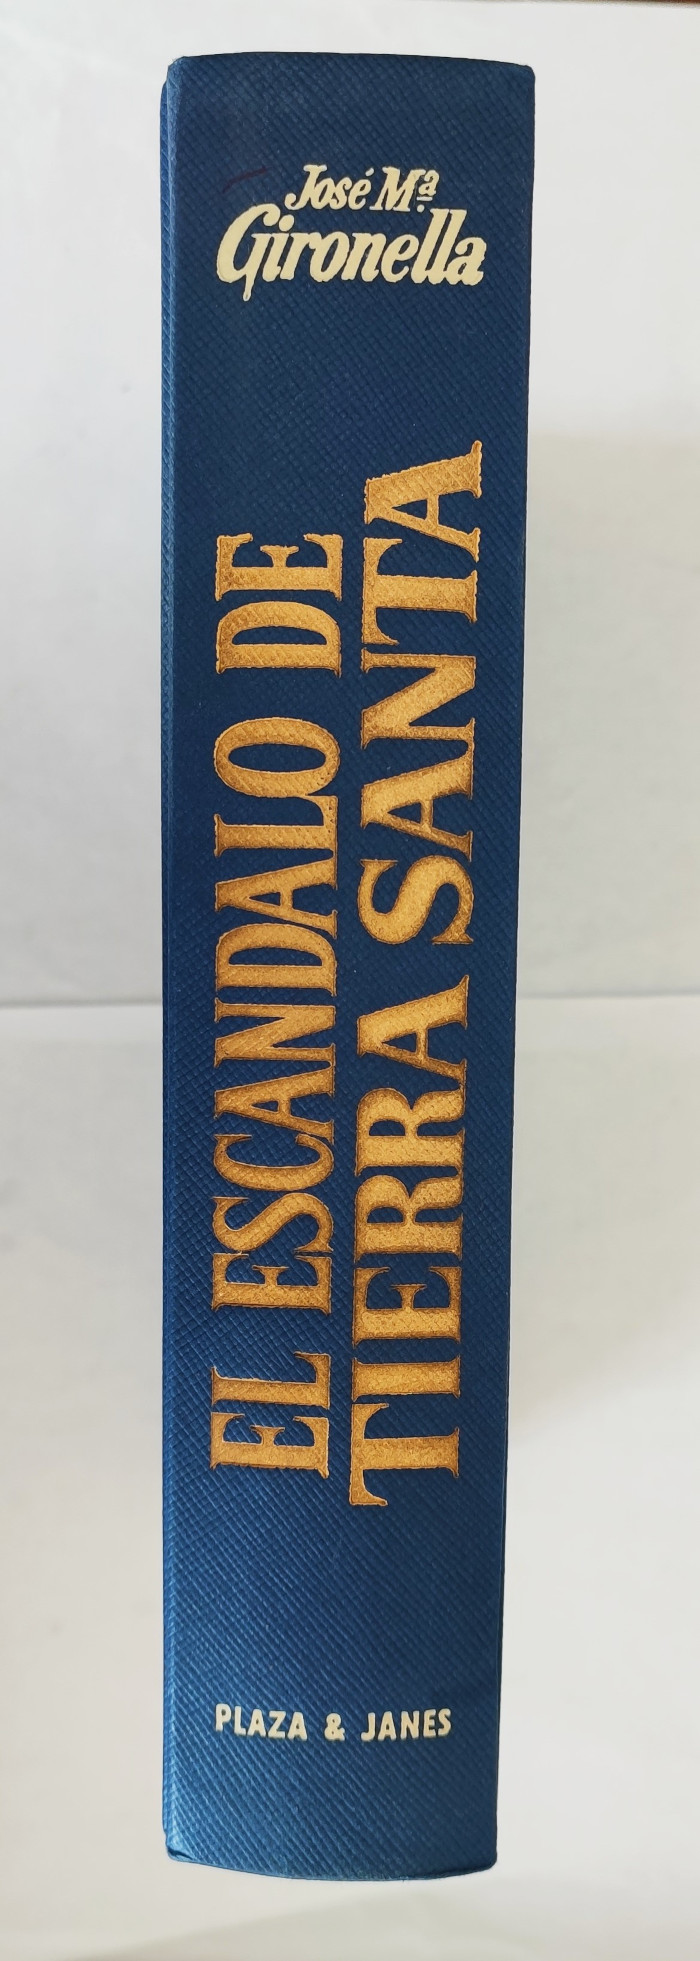 José Mª
Gironella
EL ESCANDALO DE
TIERRA SANTA
PLAZA & JANES